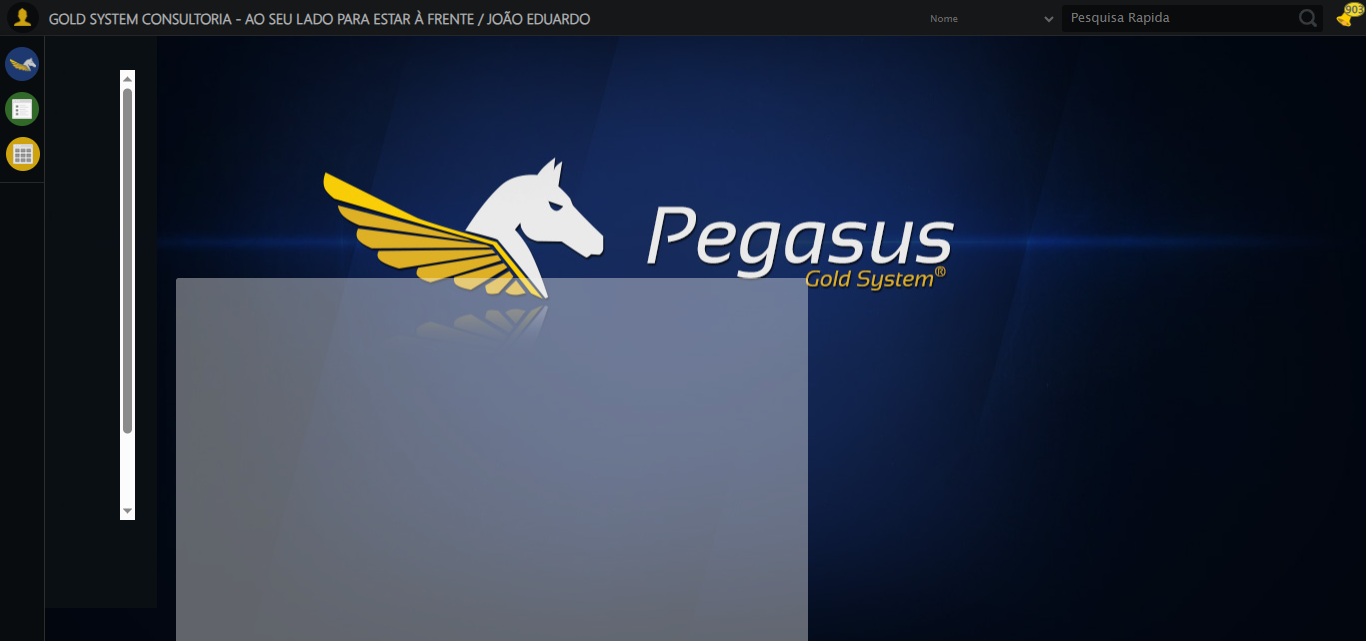 GOLD SYSTEM CONSULTORIA - AO SEU LADO PARA ESTAR À FRENTE / JOÃO EDUARDO
Nome
Pesquisa Rapida
903
Pegasus
Gold System®